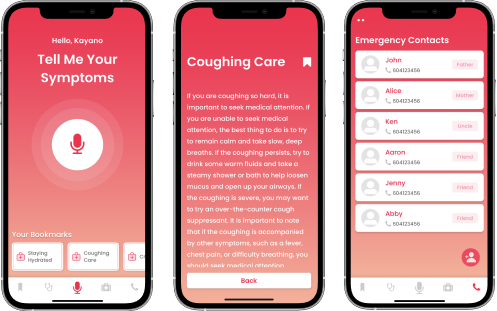 Hello, Kayano
Tell Me Your
Symptoms
Your Bookmarks
Staying
Hydrated
Coughing
Care
Coughing Care
If you are coughing so hard, it is
important to seek medical attention. If
you are unable to seek medical
attention, the best thing to do is to try
to remain calm and take slow, deep
breaths. If the coughing persists, try to
drink some warm fluids and take a
steamy shower or bath to help loosen
mucus and open up your airways. If
the coughing is severe, you may want
to try an over-the-counter cough
suppressant. It is important to note
that if the coughing is accompanied
by other symptoms, such as a fever,
chest pain, or difficulty breathing, you
should seek medical attention
Back
Emergency Contacts
John
604123456
Father
Alice
604123456
Mother
Ken
604123456
Uncle
Aaron
604123456
Friend
Jenny
604123456
Friend
Abby
604123456
Friend